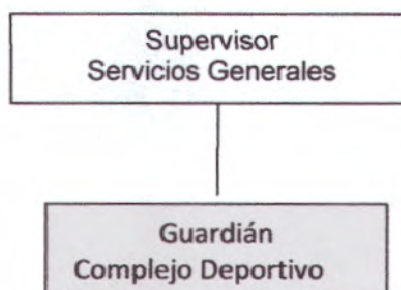 Supervisor
Servicios Generales
Guardián
Complejo Deportivo